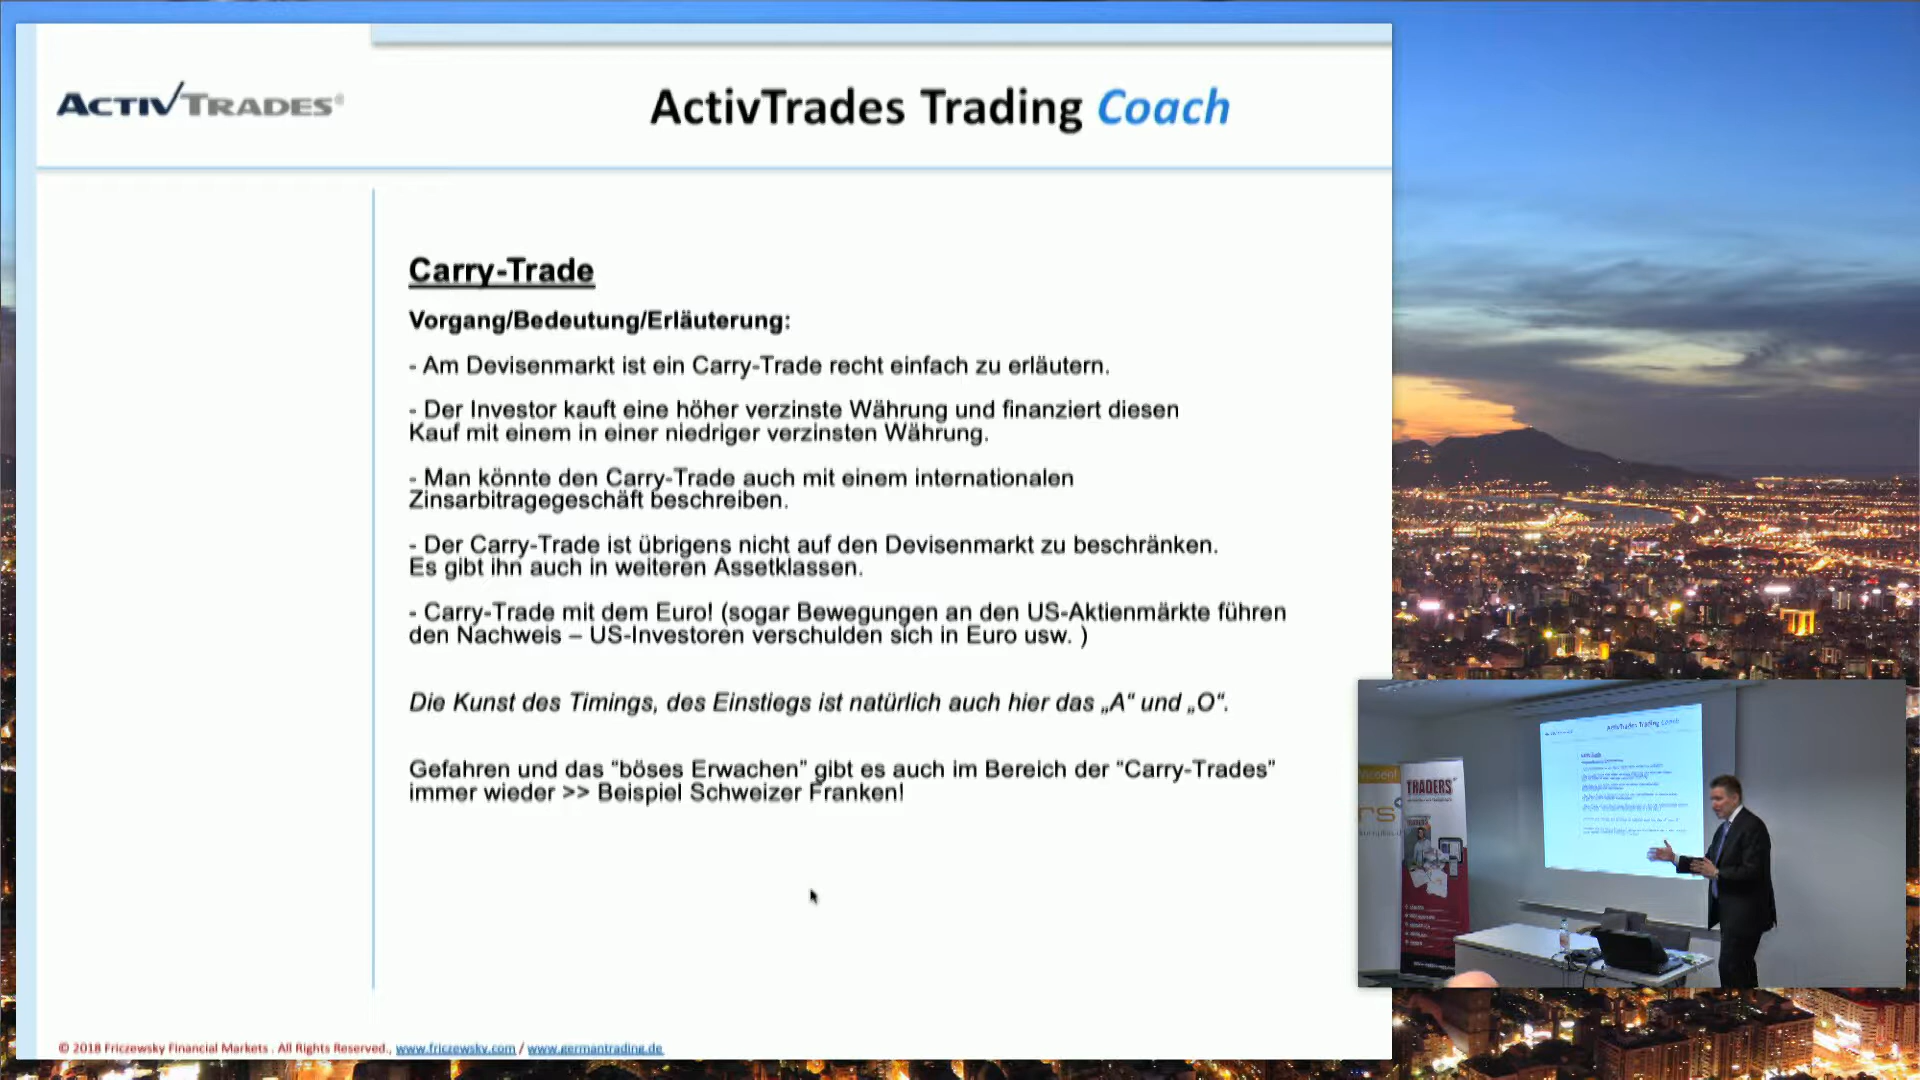 ACTIVTRADES®
ActivTrades Trading Coach
Carry-Trade
Vorgang/Bedeutung/Erläuterung:
- Am Devisenmarkt ist ein Carry-Trade recht einfach zu erläutern.
- Der Investor kauft eine höher verzinste Währung und finanziert diesen
Kauf mit einem in einer niedriger verzinsten Währung.
- Man könnte den Carry-Trade auch mit einem internationalen
Zinsarbitragegeschäft beschreiben.
- Der Carry-Trade ist übrigens nicht auf den Devisenmarkt zu beschränken.
Es gibt ihn auch in weiteren Assetklassen.
- Carry-Trade mit dem Euro! (sogar Bewegungen an den US-Aktienmärkte führen
den Nachweis – US-Investoren verschulden sich in Euro usw. )
Die Kunst des Timings, des Einstiegs ist natürlich auch hier das „A“ und „O“.
Gefahren und das “böses Erwachen” gibt es auch im Bereich der “Carry-Trades”
immer wieder >> Beispiel Schweizer Franken!
© 2018 Friczewsky Financial Markets . All Rights Reserved., www.friczewsky.com / www.germantrading.de
ActivTrades Trading Coach
TRADERS'